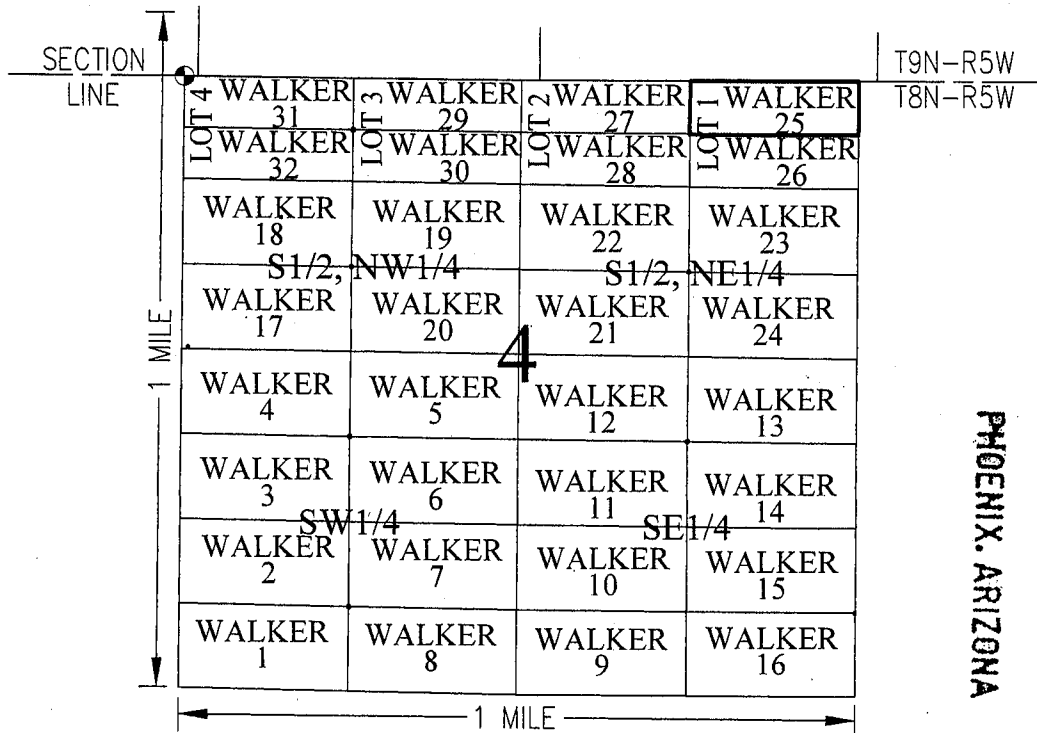 SECTION
LINE
T9N-R5W
T8N-R5W
LOT 4
WALKER
31
LOT 3
WALKER
29
LOT 2
WALKER
27
LOT 1
WALKER
25
WALKER
32
WALKER
30
WALKER
28
WALKER
26
WALKER
18
WALKER
19
WALKER
22
WALKER
23
S1/2, NW1/4
S1/2, NE1/4
WALKER
17
WALKER
20
WALKER
21
WALKER
24
4
1 MILE
WALKER
4
WALKER
5
WALKER
12
WALKER
13
WALKER
3
WALKER
6
WALKER
11
WALKER
14
SW1/4
SE1/4
WALKER
2
WALKER
7
WALKER
10
WALKER
15
WALKER
1
WALKER
8
WALKER
9
WALKER
16
1 MILE
PHOENIX. ARIZONA